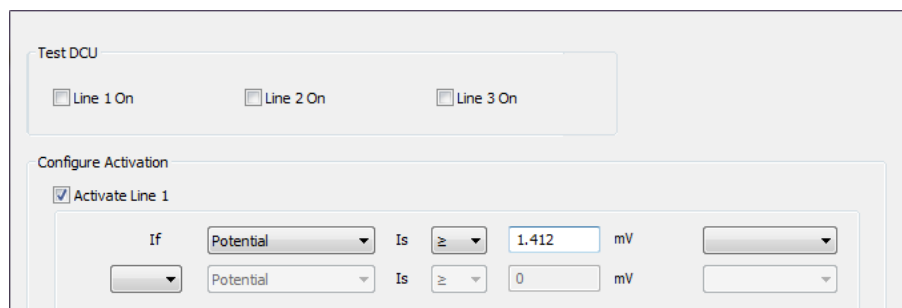 Test DCU
Line 1 On Line 2 On Line 3 On
Configure Activation
Activate Line 1
If Potential Is ≥ 1.412 mV
Potential Is ≥ 0 mV